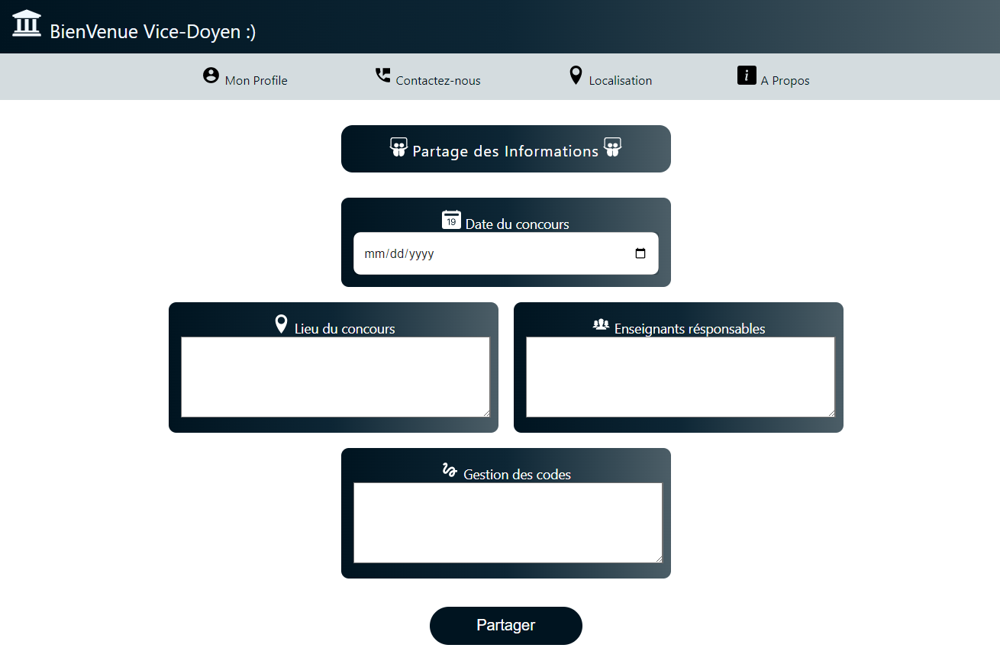 BienVenue Vice-Doyen :)
Mon Profile
Contactez-nous
Localisation
i A Propos
Partage des Informations
19 Date du concours
mm/dd/yyyy
Lieu du concours
Enseignants résponsables
Gestion des codes
Partager